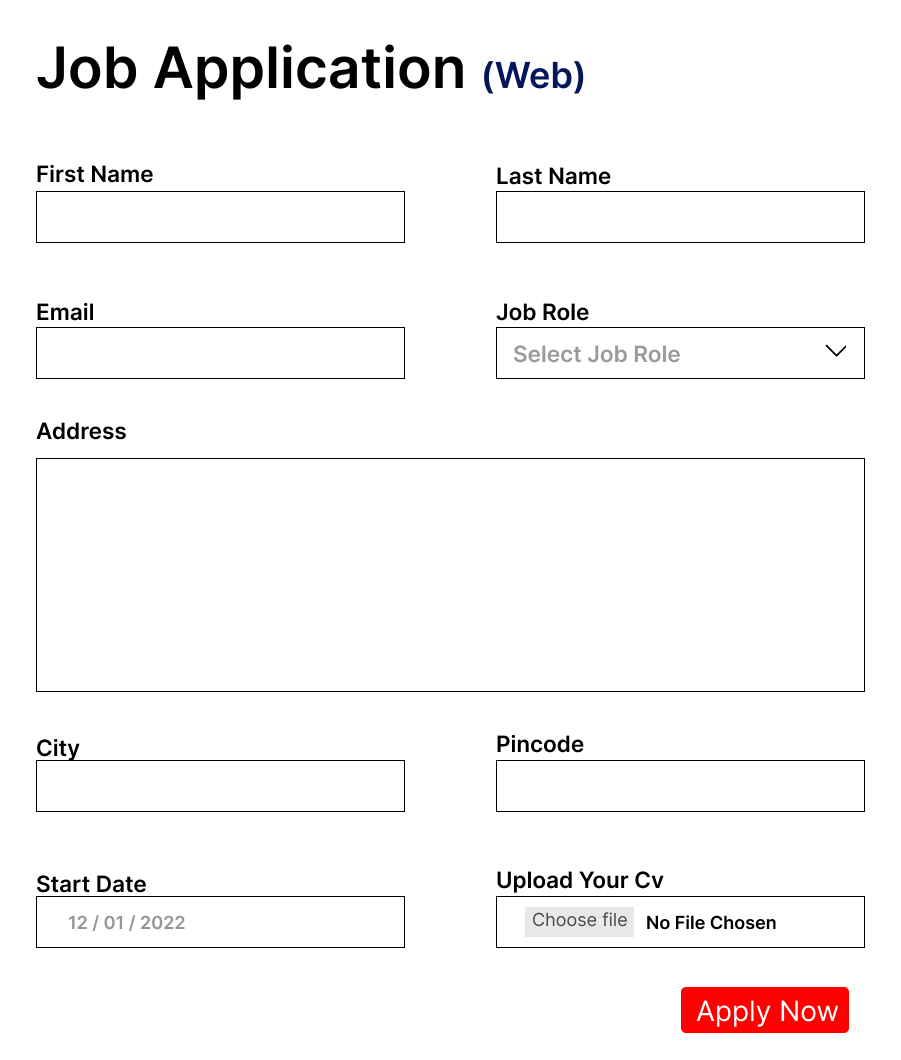 Job Application (Web)
First Name
Last Name
Email
Job Role
Select Job Role
Address
City
Pincode
Start Date
12 / 01 / 2022
Upload Your Cv
Choose file No File Chosen
Apply Now